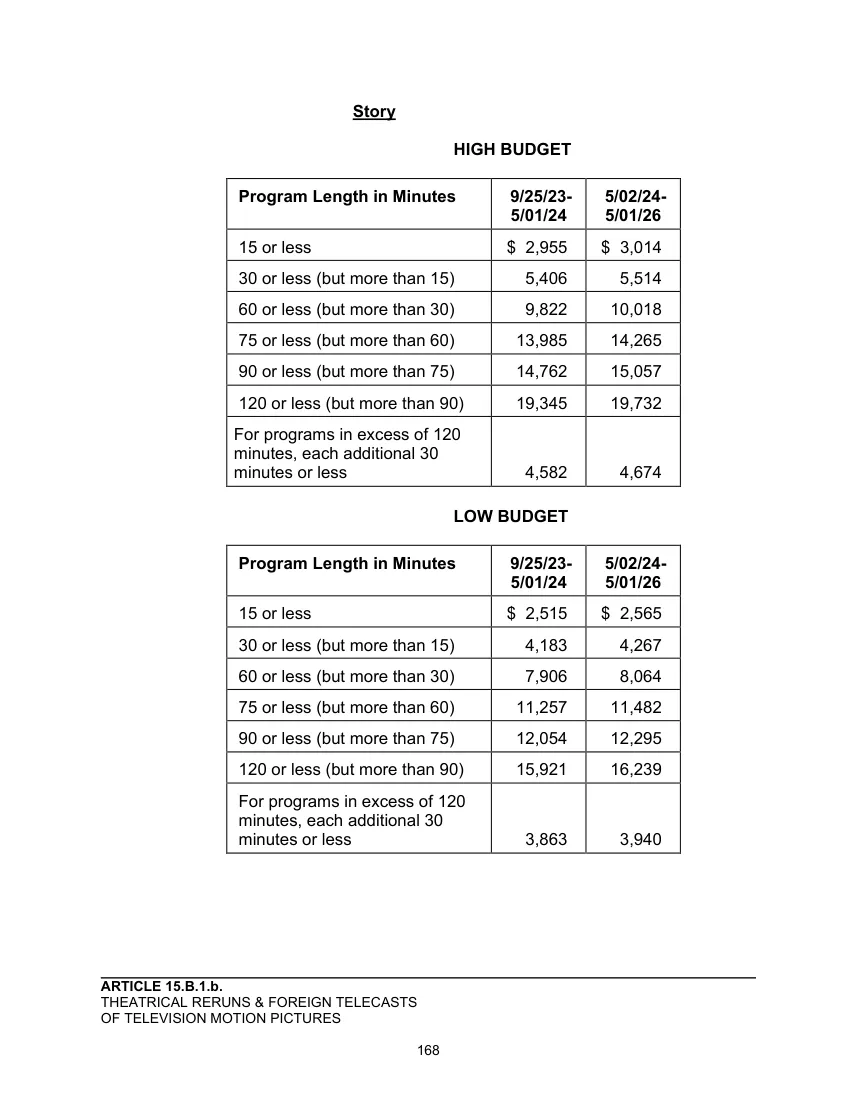 Story
HIGH BUDGET
Program Length in Minutes 9/25/23- 5/02/24-
5/01/24 5/01/26
15 or less $ 2,955 $ 3,014
30 or less (but more than 15) 5,406 5,514
60 or less (but more than 30) 9,822 10,018
75 or less (but more than 60) 13,985 14,265
90 or less (but more than 75) 14,762 15,057
120 or less (but more than 90) 19,345 19,732
For programs in excess of 120
minutes, each additional 30
minutes or less 4,582 4,674
LOW BUDGET
Program Length in Minutes 9/25/23- 5/02/24-
5/01/24 5/01/26
15 or less $ 2,515 $ 2,565
30 or less (but more than 15) 4,183 4,267
60 or less (but more than 30) 7,906 8,064
75 or less (but more than 60) 11,257 11,482
90 or less (but more than 75) 12,054 12,295
120 or less (but more than 90) 15,921 16,239
For programs in excess of 120
minutes, each additional 30
minutes or less 3,863 3,940
ARTICLE 15.B.1.b.
THEATRICAL RERUNS & FOREIGN TELECASTS
OF TELEVISION MOTION PICTURES
168